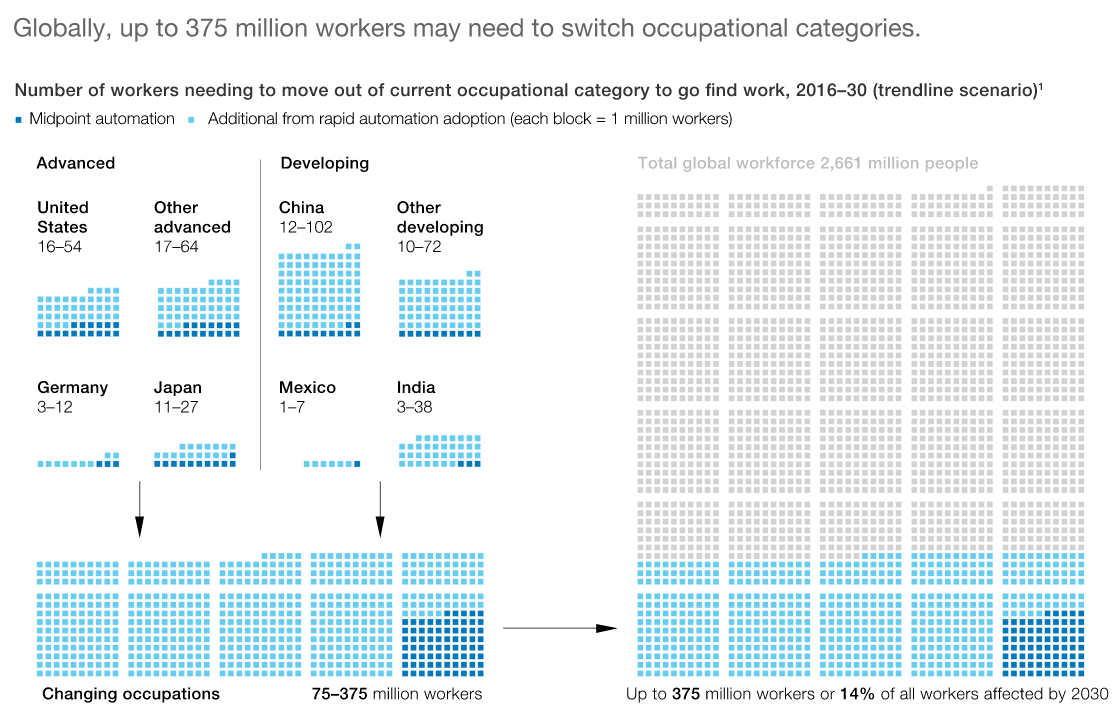 Globally, up to 375 million workers may need to switch occupational categories.
Number of workers needing to move out of current occupational category to go find work, 2016–30 (trendline scenario)¹
Midpoint automation
Additional from rapid automation adoption (each block = 1 million workers)
Advanced
Developing
Total global workforce 2,661 million people
United
States
16–54
Other
advanced
17–64
China
12–102
Other
developing
10–72
Germany
3–12
Japan
11–27
Mexico
1–7
India
3–38
Changing occupations
75–375 million workers
Up to 375 million workers or 14% of all workers affected by 2030